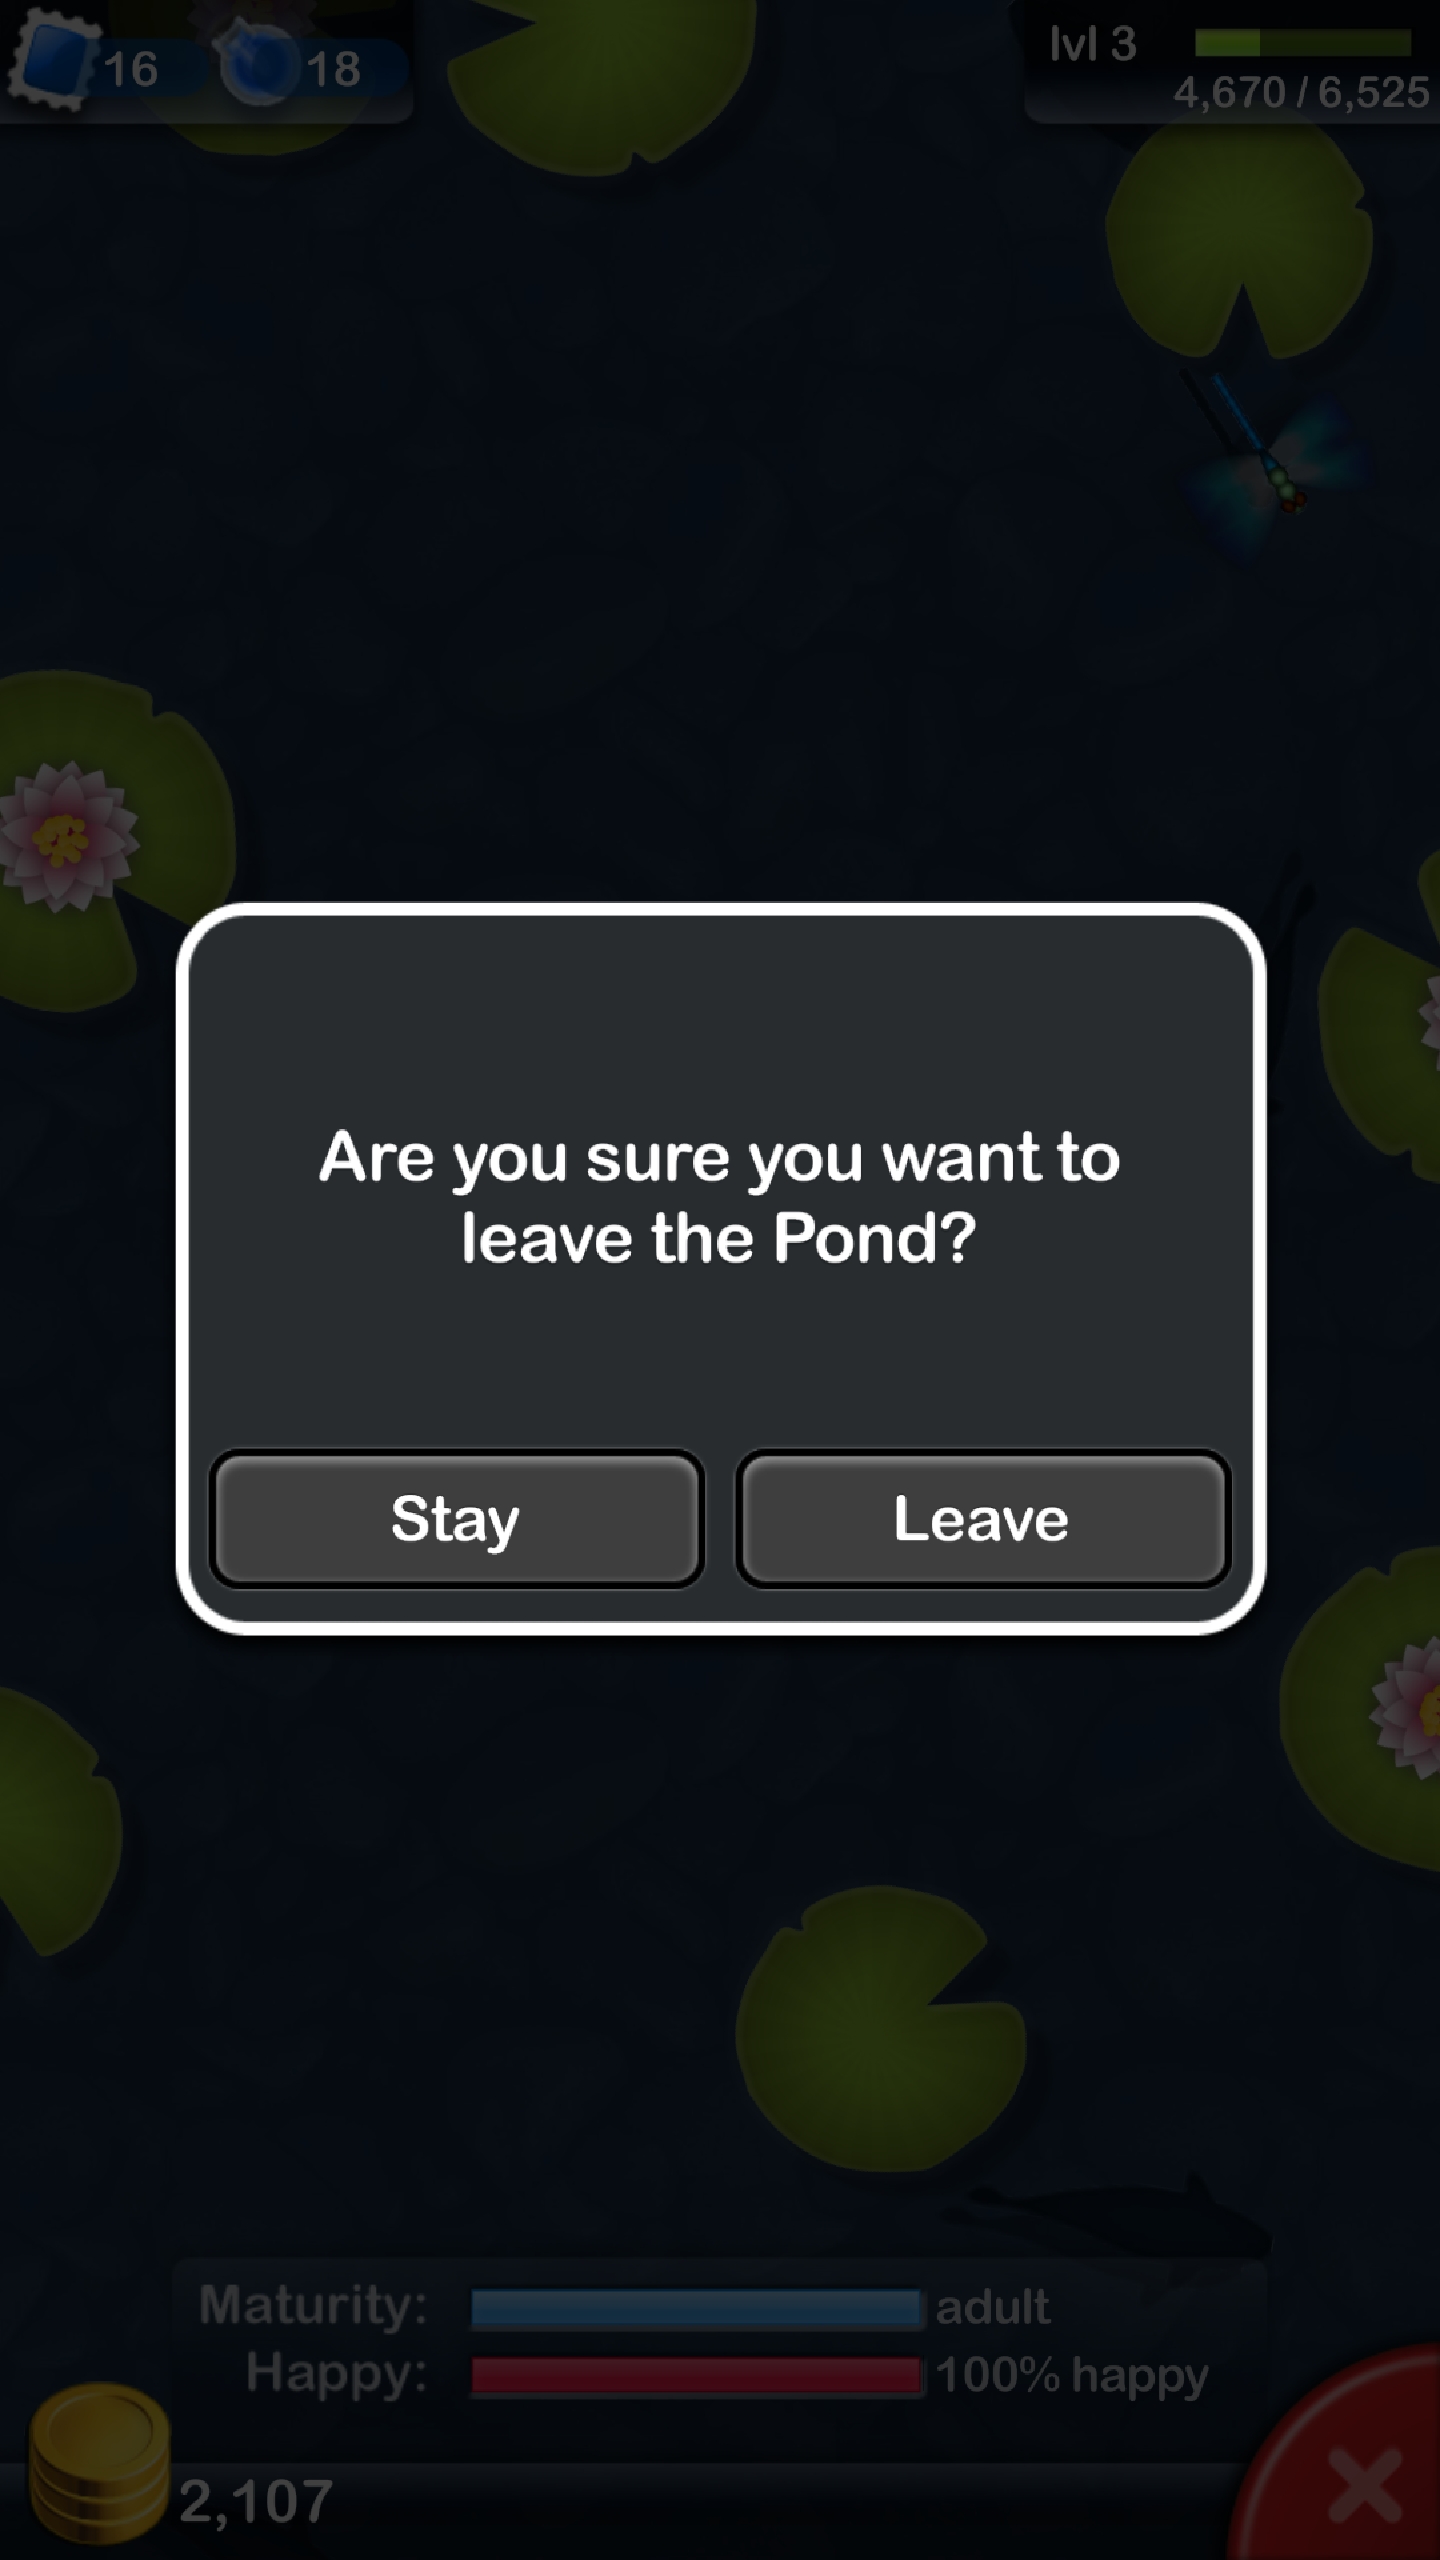 16
18
lvl 3
4,670 / 6,525
Are you sure you want to
leave the Pond?
Stay
Leave
Maturity:
adult
Happy:
100% happy
2,107